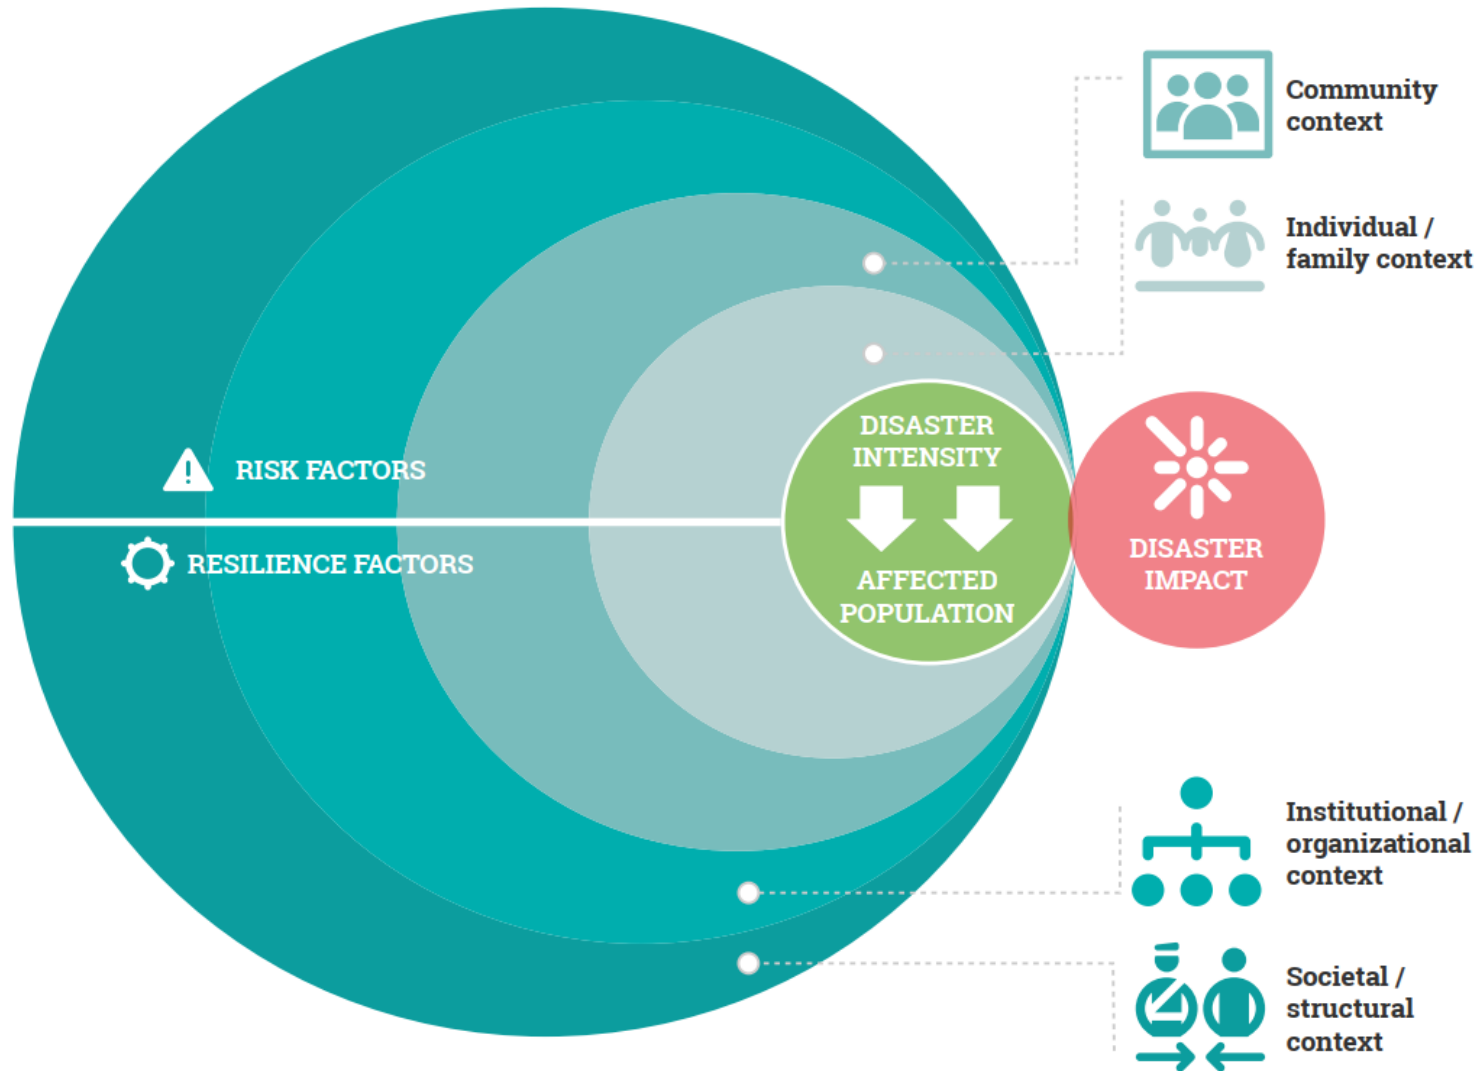 Community
context
Individual /
family context
RISK FACTORS
RESILIENCE FACTORS
DISASTER
INTENSITY
AFFECTED
POPULATION
DISASTER
IMPACT
Institutional /
organizational
context
Societal /
structural
context